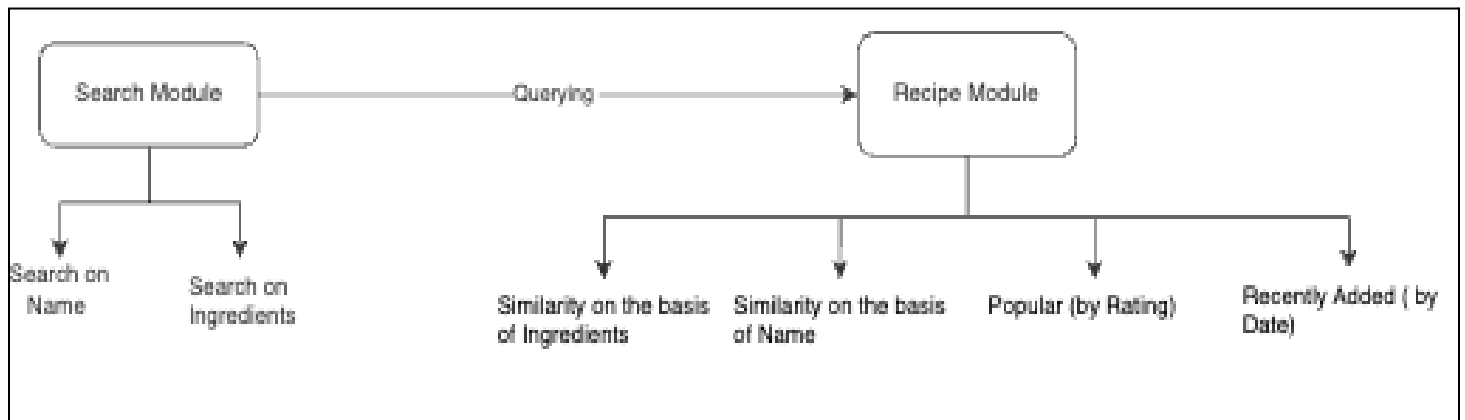 Search Module
Querying
Recipe Module
Search on
Name
Search on
Ingredients
Similarity on the basis
of Ingredients
Similarity on the basis
of Name
Popular (by Rating)
Recently Added ( by
Date)